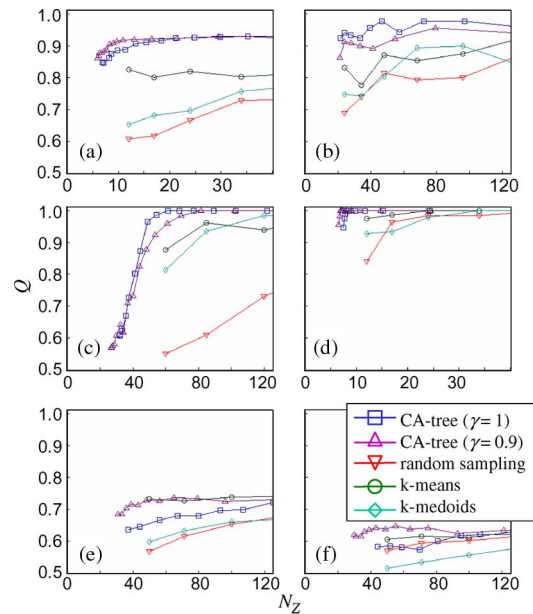 1.0
0.9
0.8
0.7
0.6
0.5
(a)
0 10 20 30
(b)
0 40 80 120
Q
1.0
0.9
0.8
0.7
0.6
0.5
(c)
0 40 80 120
(d)
0 10 20 30
1.0
0.9
0.8
0.7
0.6
0.5
(e)
0 40 80 120
CA-tree (γ= 1)
CA-tree (γ= 0.9)
random sampling
k-means
k-medoids
(f)
0 40 80 120
N_Z